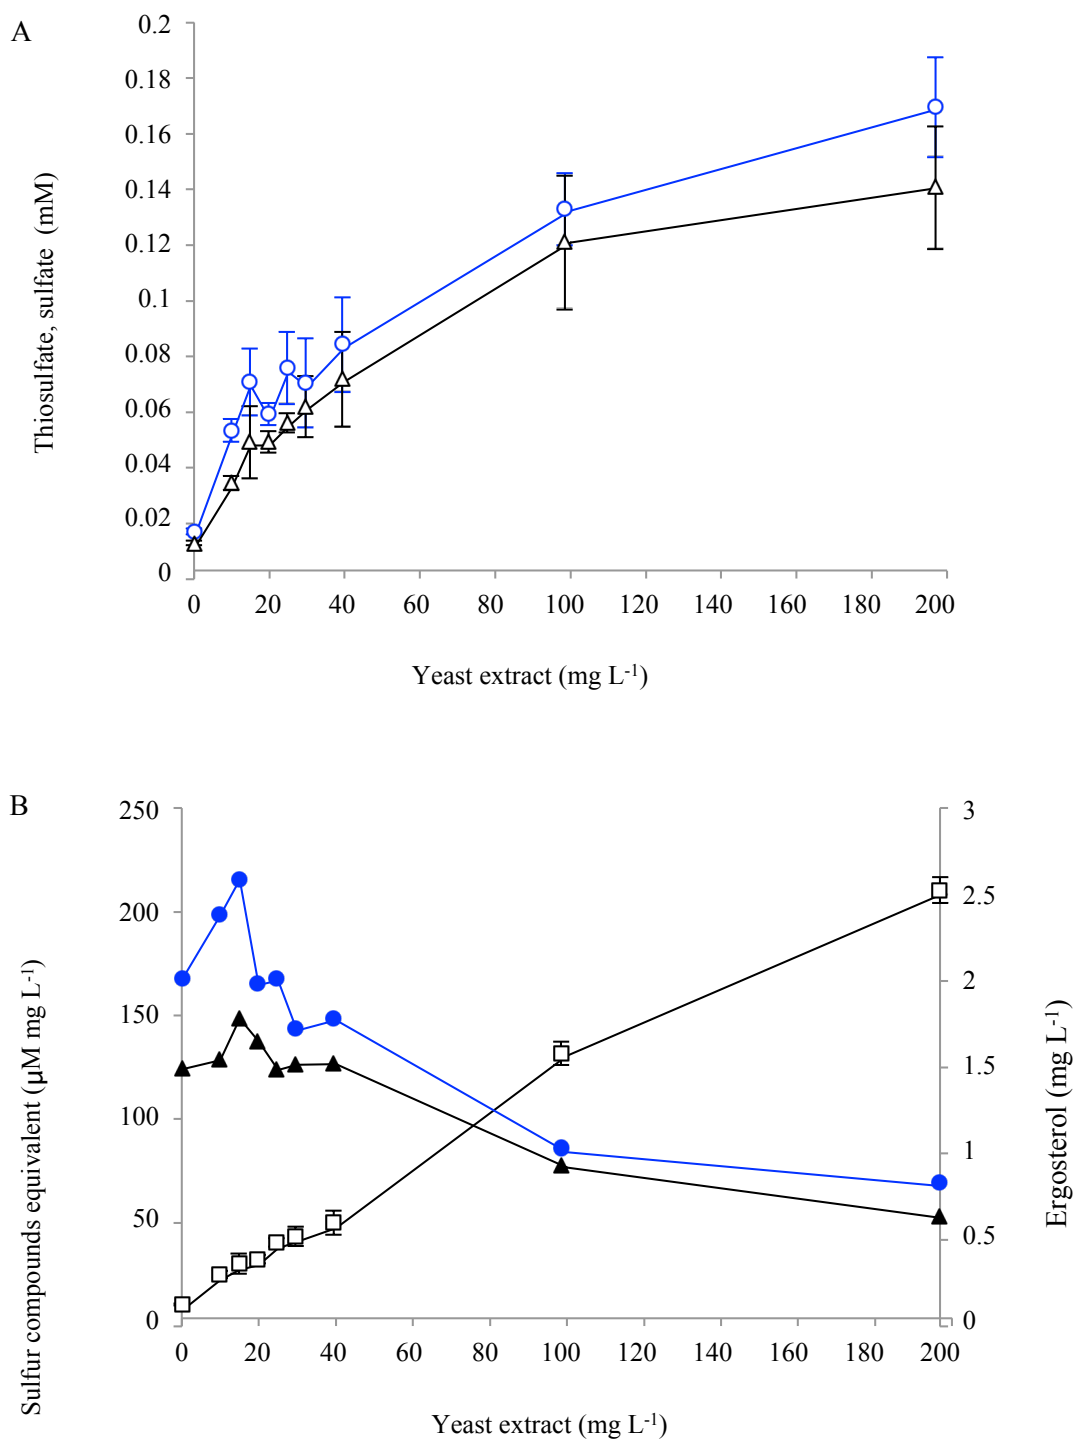 A
0.2
0.18
0.16
0.14
0.12
0.1
0.08
0.06
0.04
0.02
0
Thiosulfate, sulfate (mM)
0 20 40 60 80 100 120 140 160 180 200
Yeast extract (mg L-1)
B
250
200
150
100
50
0
Sulfur compounds equivalent (µM mg L-1)
3
2.5
2
1.5
1
0.5
0
Ergosterol (mg L-1)
0 20 40 60 80 100 120 140 160 180 200
Yeast extract (mg L-1)